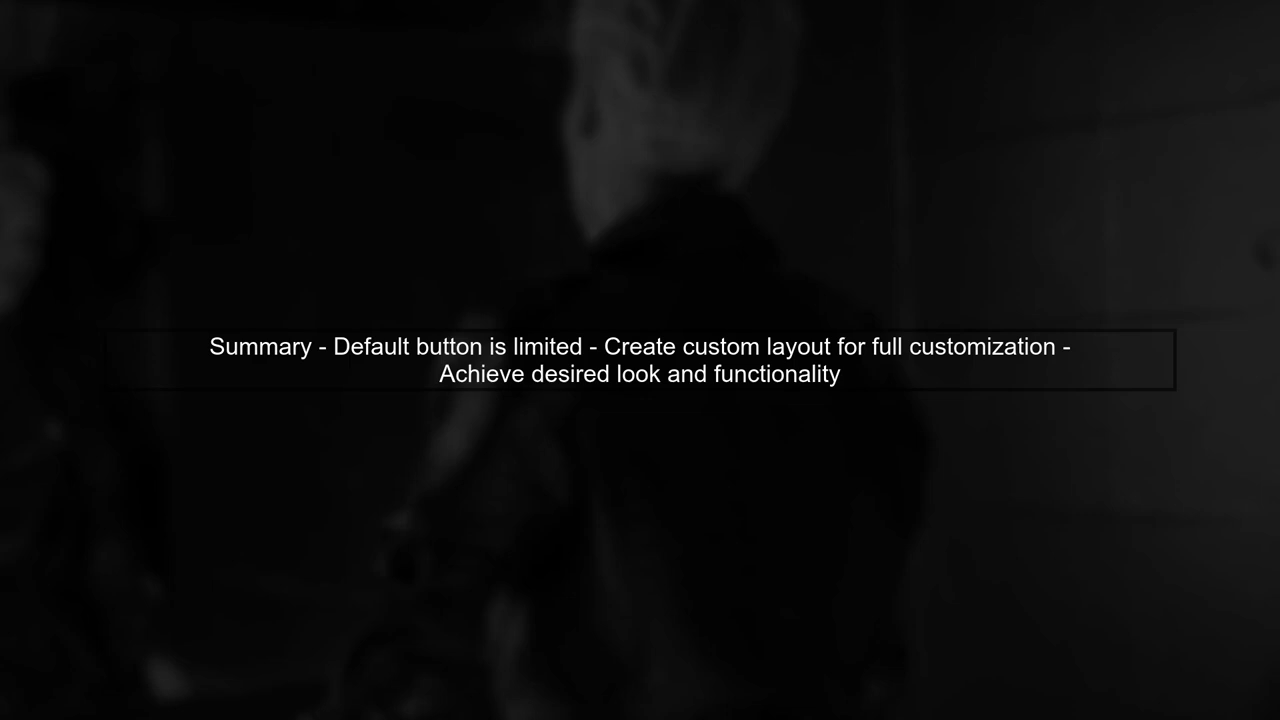 Summary - Default button is limited - Create custom layout for full customization -
Achieve desired look and functionality